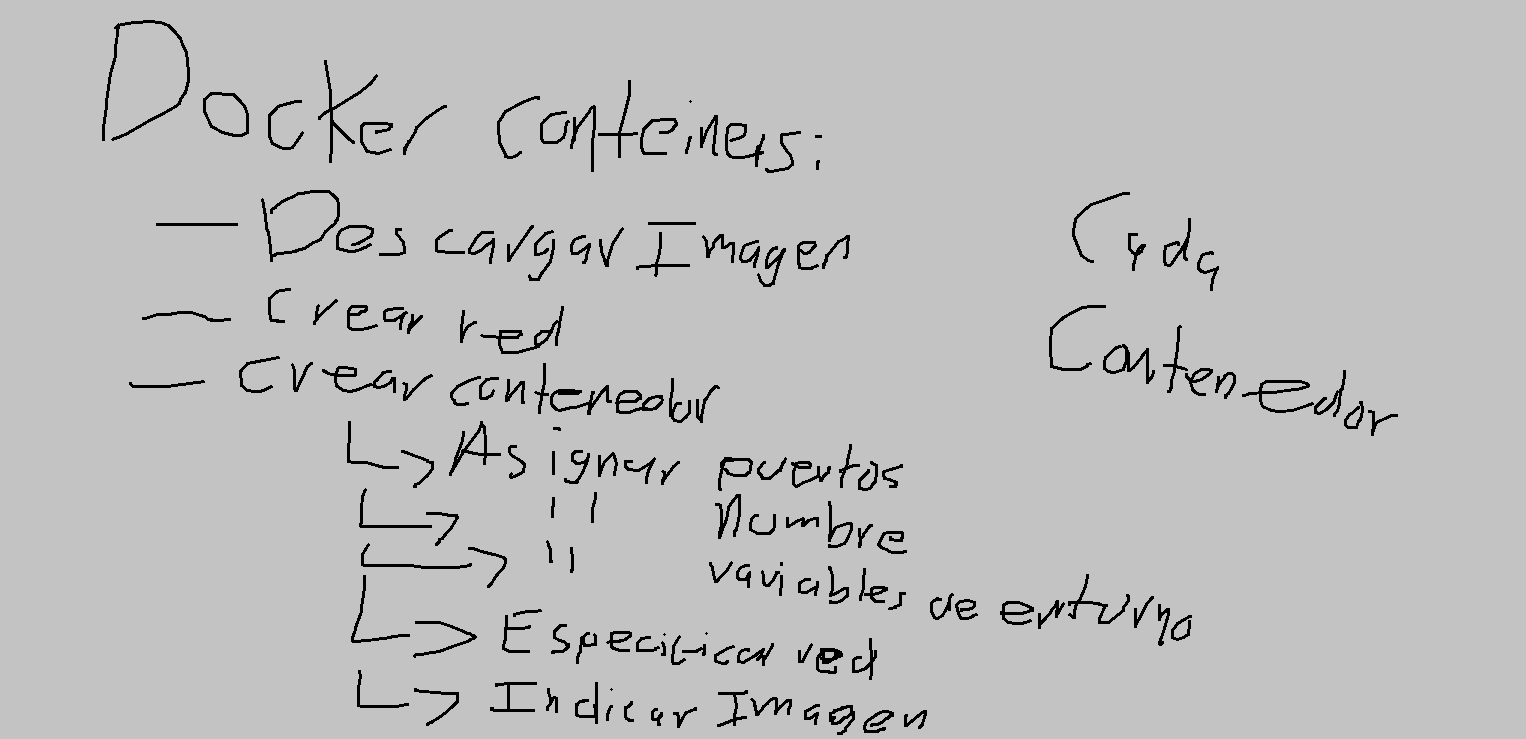 Docker conteiners:
— Descargar Imagen
— Crear red
— Crear contenedor
↳ Asignar puertos
↳ " Nombre
↳ " variables de entorno
↳ Especificar red
↳ Indicar Imagen
Cada
Contenedor